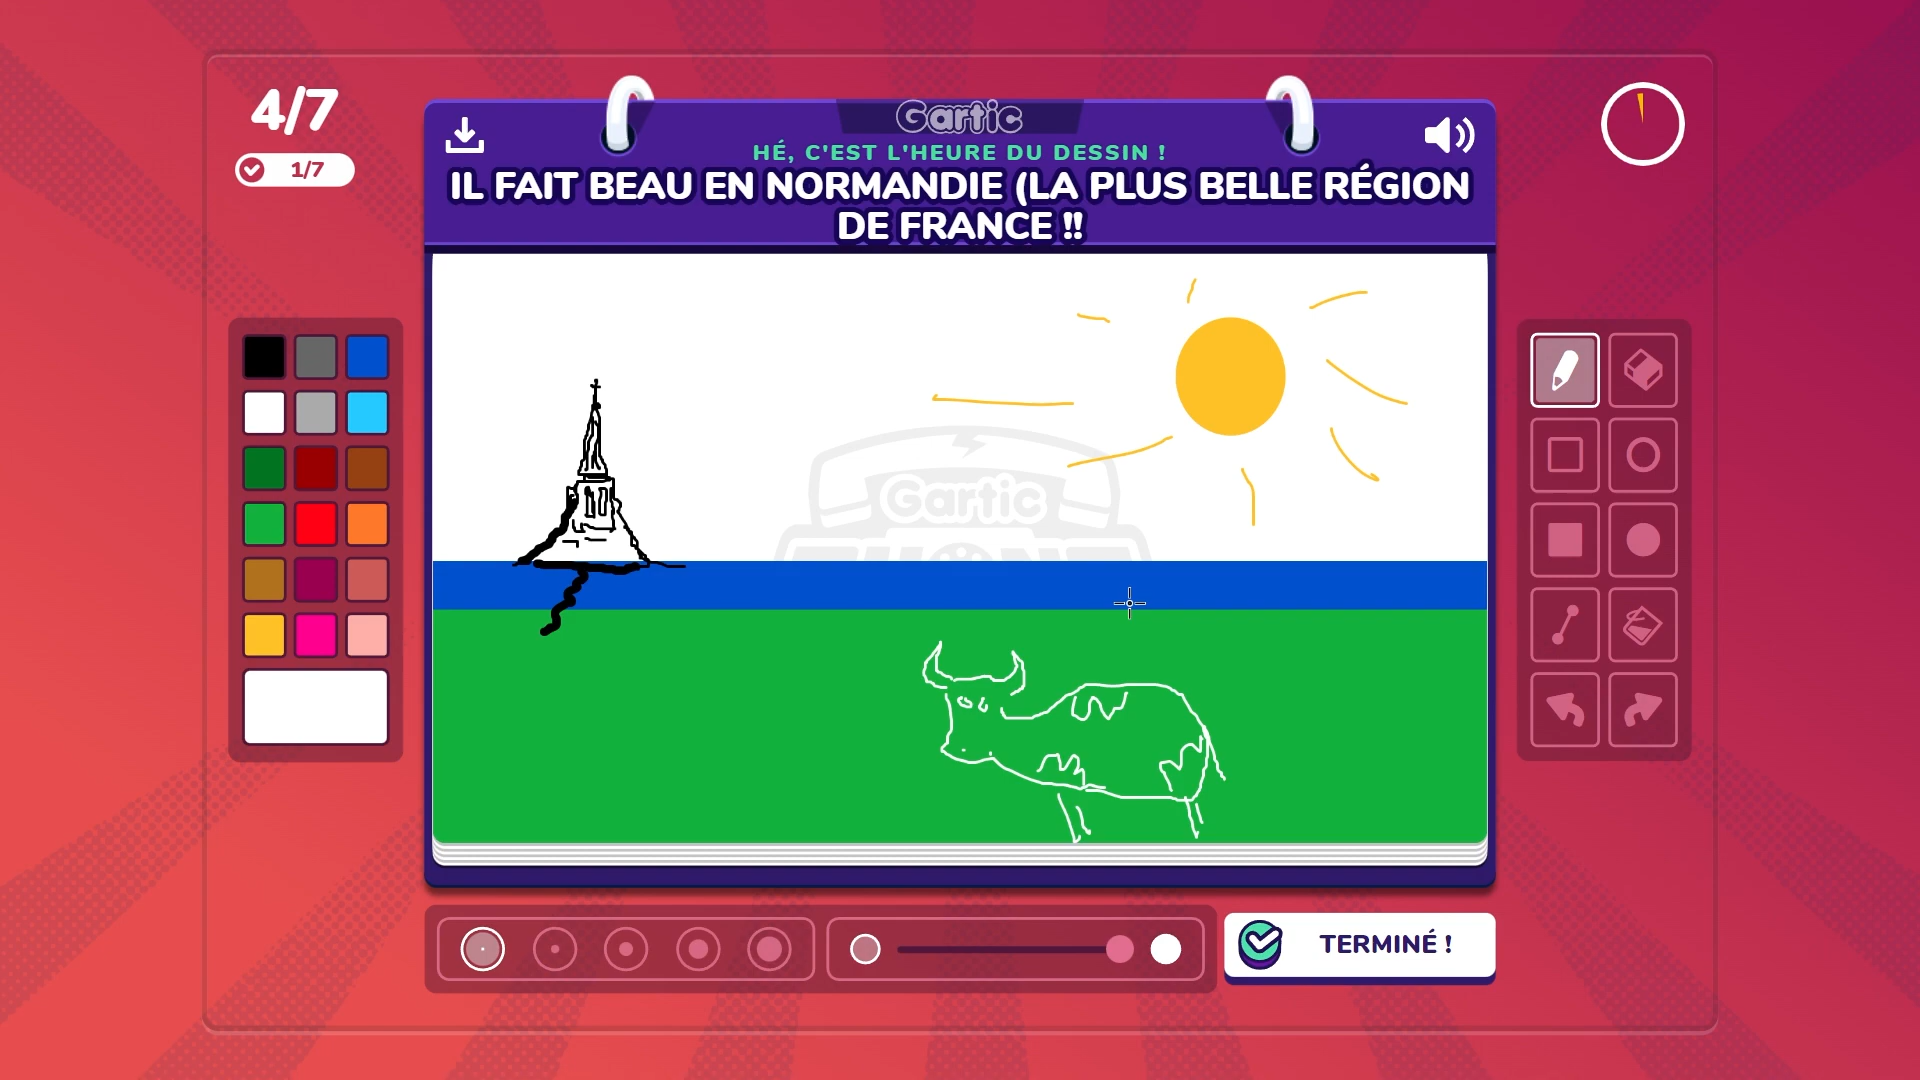 4/7
1/7
Gartic
HÉ, C'EST L'HEURE DU DESSIN !
IL FAIT BEAU EN NORMANDIE (LA PLUS BELLE RÉGION
DE FRANCE !!
Gartic
TERMINÉ !